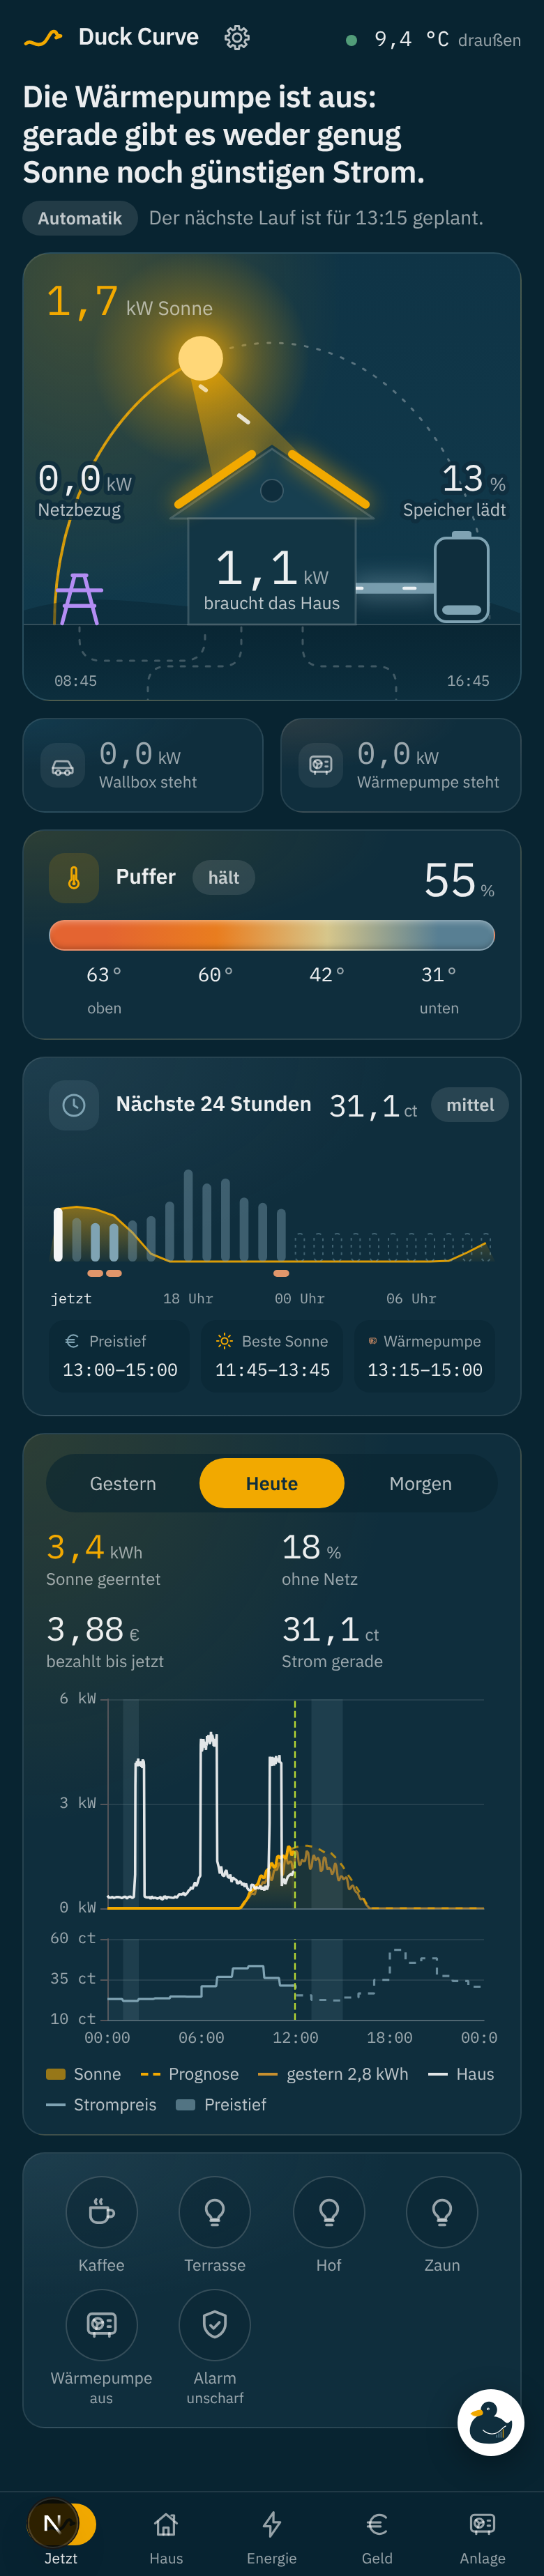 Duck Curve
9,4 °C draußen
Die Wärmepumpe ist aus:
gerade gibt es weder genug
Sonne noch günstigen Strom.
Automatik Der nächste Lauf ist für 13:15 geplant.
1,7 kW Sonne
0,0 kW
Netzbezug
13 %
Speicher lädt
1,1 kW
braucht das Haus
08:45
16:45
0,0 kW
Wallbox steht
0,0 kW
Wärmepumpe steht
Puffer hält 55 %
63° 60° 42° 31°
oben unten
Nächste 24 Stunden 31,1 ct mittel
jetzt 18 Uhr 00 Uhr 06 Uhr
€ Preistief
13:00–15:00
Beste Sonne
11:45–13:45
Wärmepumpe
13:15–15:00
Gestern Heute Morgen
3,4 kWh
Sonne geerntet
18 %
ohne Netz
3,88 €
bezahlt bis jetzt
31,1 ct
Strom gerade
6 kW
3 kW
0 kW
60 ct
35 ct
10 ct
00:00 06:00 12:00 18:00 00:0
Sonne Prognose gestern 2,8 kWh Haus
Strompreis Preistief
Kaffee Terrasse Hof Zaun
Wärmepumpe
aus
Alarm
unscharf
N
Jetzt Haus Energie Geld Anlage